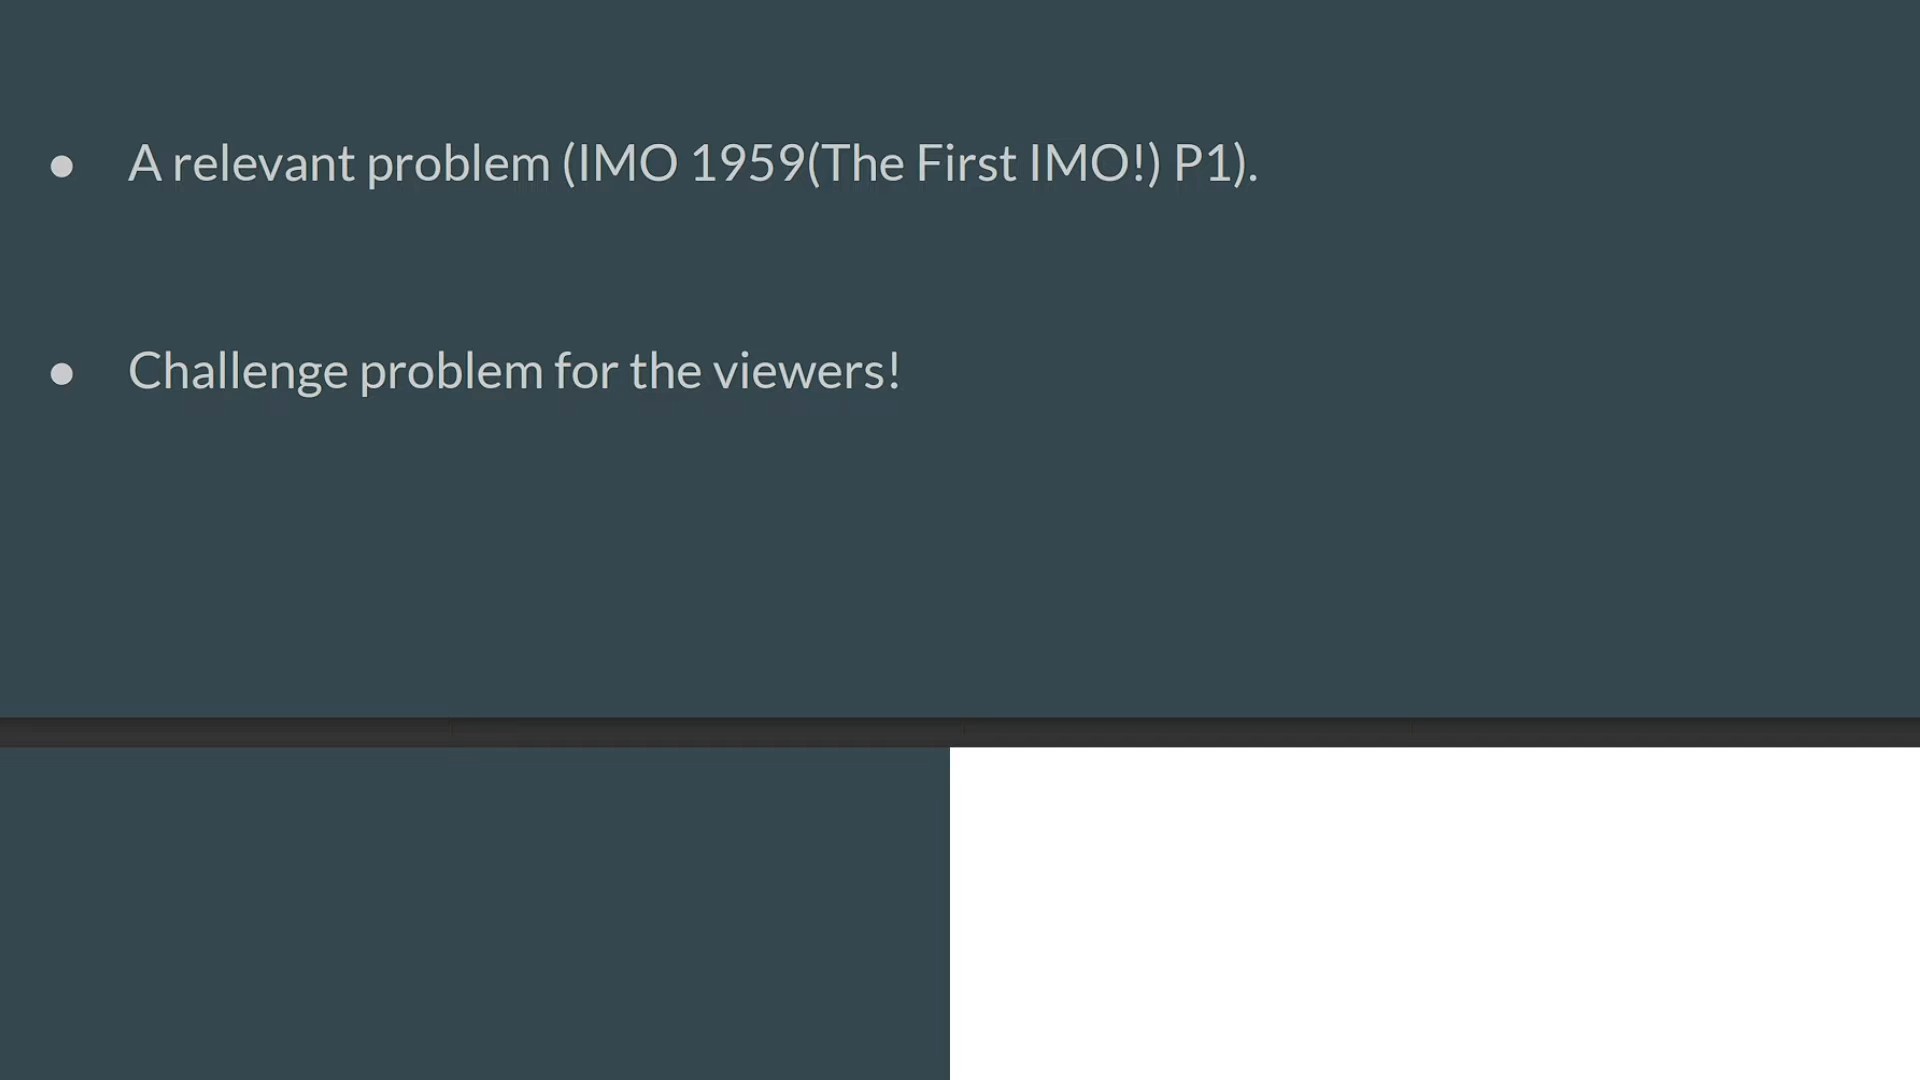 ● A relevant problem (IMO 1959(The First IMO!) P1).
● Challenge problem for the viewers!